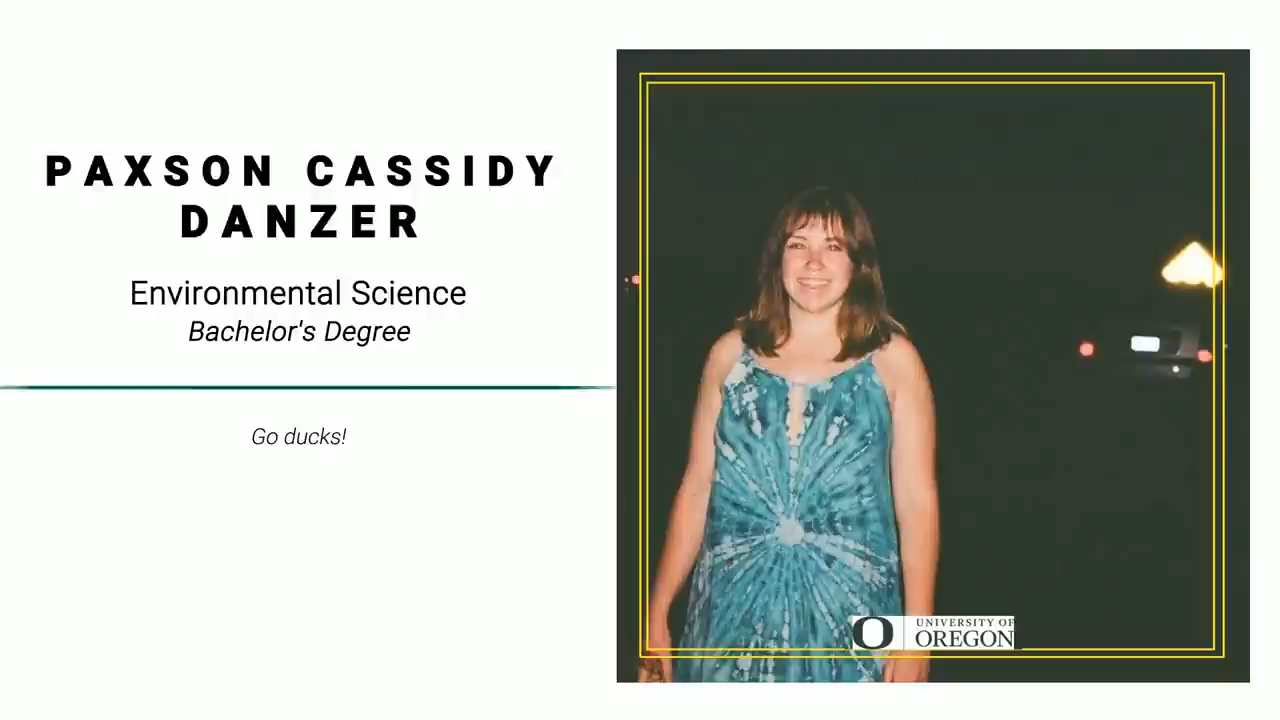 PAXSON CASSIDY
DANZER
Environmental Science
Bachelor's Degree
Go ducks!
O
UNIVERSITY OF
OREGON